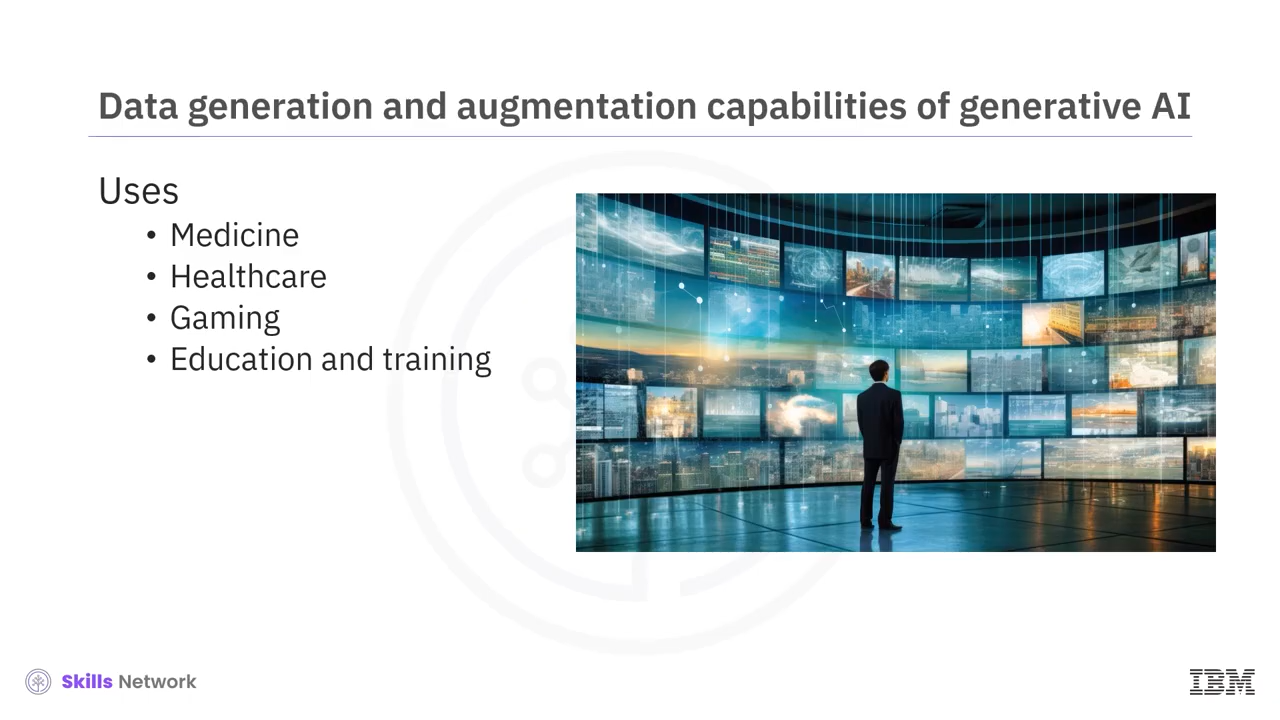 Data generation and augmentation capabilities of generative AI
Uses
• Medicine
• Healthcare
• Gaming
• Education and training
Skills Network
IBM